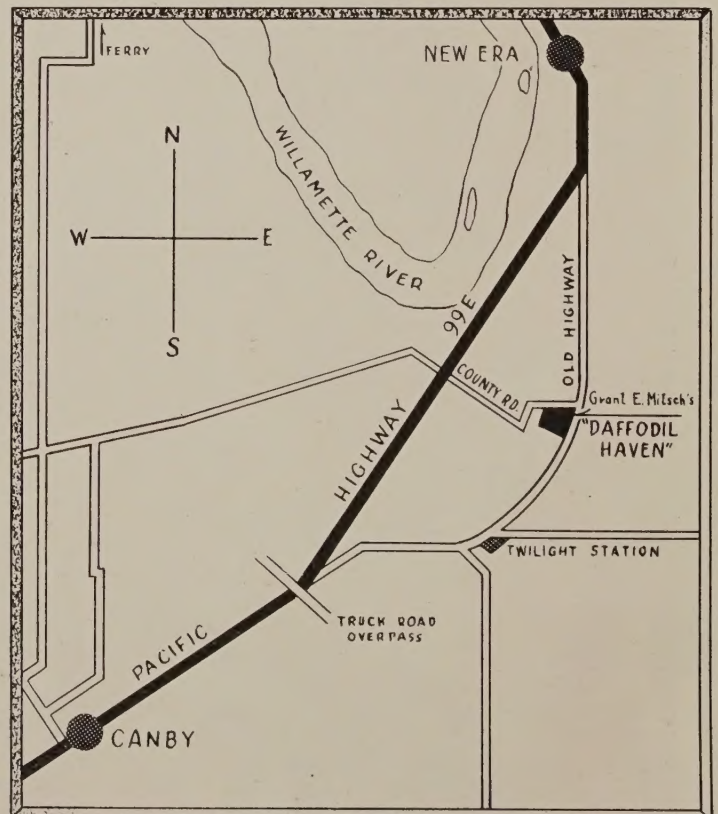 FERRY
NEW ERA
N
W
E
S
WILLAMETTE RIVER
99E
OLD HIGHWAY
COUNTY RD.
Grant E. Mitsch's
"DAFFODIL
HAVEN"
HIGHWAY
TWILIGHT STATION
TRUCK ROAD
OVERPASS
PACIFIC
CANBY